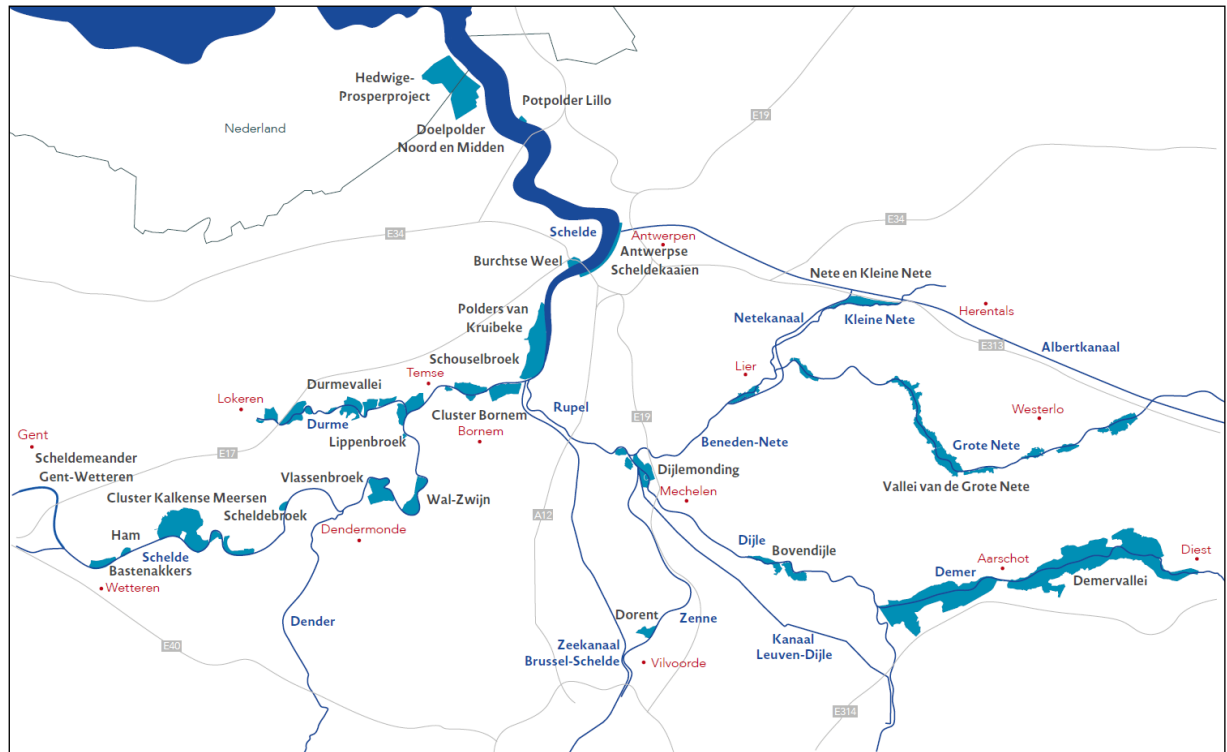 Hedwige-
Prosperproject
Potpolder Lillo
Nederland
Doelpolder
Noord en Midden
E19
E34
E34
Schelde
Antwerpen
Antwerpse
Scheldekaaien
Burchtse Weel
Nete en Kleine Nete
Polders van
Kruibeke
Netekanaal
Kleine Nete
Herentals
E313
Albertkanaal
Schouselbroek
Temse
Lier
Durmevallei
Lokeren
Durme
Cluster Bornem
Bornem
Rupel
E19
Westerlo
Lippenbroek
Beneden-Nete
Grote Nete
Gent
Scheldemeander
Gent-Wetteren
E17
Vlassenbroek
Dijlemonding
Mechelen
Vallei van de Grote Nete
Cluster Kalkense Meersen
Scheldebroek
Wal-Zwijn
A12
Ham
Dendermonde
Dijle
Bovendijle
Schelde
Bastenakkers
Wetteren
Aarschot
Diest
Demer
Demervallei
Dender
Dorent
Zenne
E40
Zeekanaal
Brussel-Schelde
Vilvoorde
Kanaal
Leuven-Dijle
E314